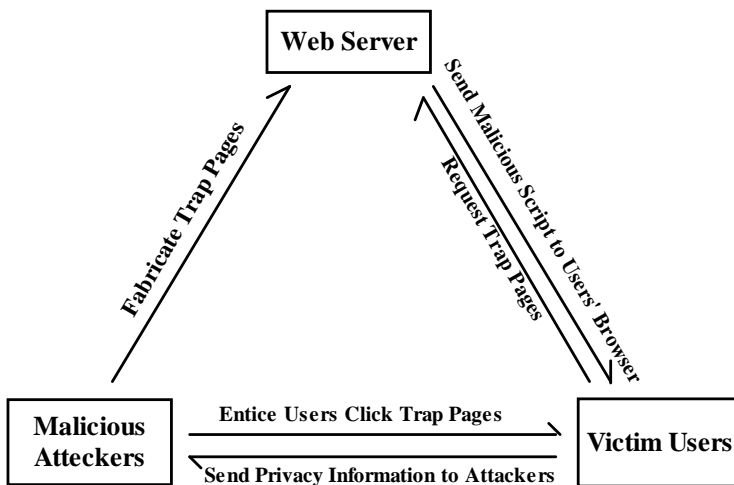 Web Server
Fabricate Trap Pages
Send Malicious Script to Users' Browser
Request Trap Pages
Malicious
Atteckers
Entice Users Click Trap Pages
Send Privacy Information to Attackers
Victim Users